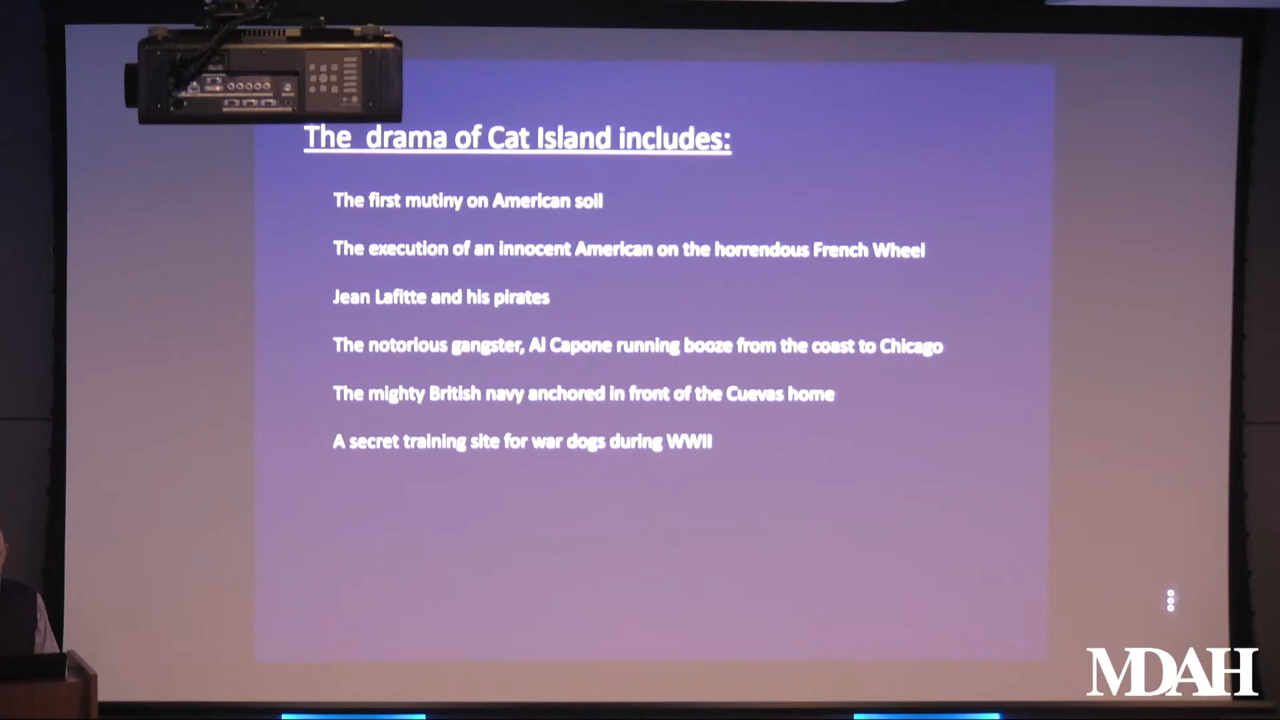 The drama of Cat Island includes:
The first mutiny on American soil
The execution of an innocent American on the horrendous French Wheel
Jean Lafitte and his pirates
The notorious gangster, Al Capone running booze from the coast to Chicago
The mighty British navy anchored in front of the Cuevas home
A secret training site for war dogs during WWII
MDAH